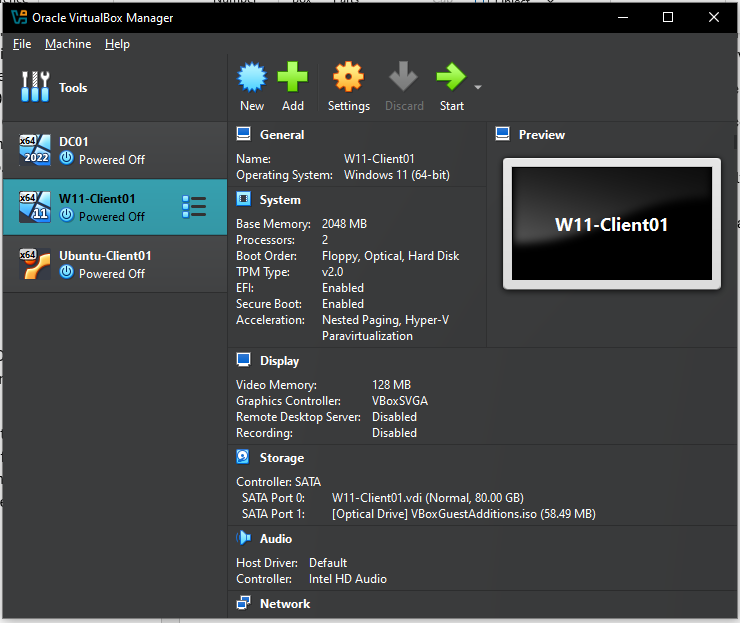 Oracle VirtualBox Manager
File Machine Help
Tools
New Add Settings Discard Start
x64 2022 DC01
Powered Off
x64 11 W11-Client01
Powered Off
x64 Ubuntu-Client01
Powered Off
General
Name: W11-Client01
Operating System: Windows 11 (64-bit)
System
Base Memory: 2048 MB
Processors: 2
Boot Order: Floppy, Optical, Hard Disk
TPM Type: v2.0
EFI: Enabled
Secure Boot: Enabled
Acceleration: Nested Paging, Hyper-V
Paravirtualization
Preview
W11-Client01
Display
Video Memory: 128 MB
Graphics Controller: VBoxSVGA
Remote Desktop Server: Disabled
Recording: Disabled
Storage
Controller: SATA
SATA Port 0: W11-Client01.vdi (Normal, 80.00 GB)
SATA Port 1: [Optical Drive] VBoxGuestAdditions.iso (58.49 MB)
Audio
Host Driver: Default
Controller: Intel HD Audio
Network